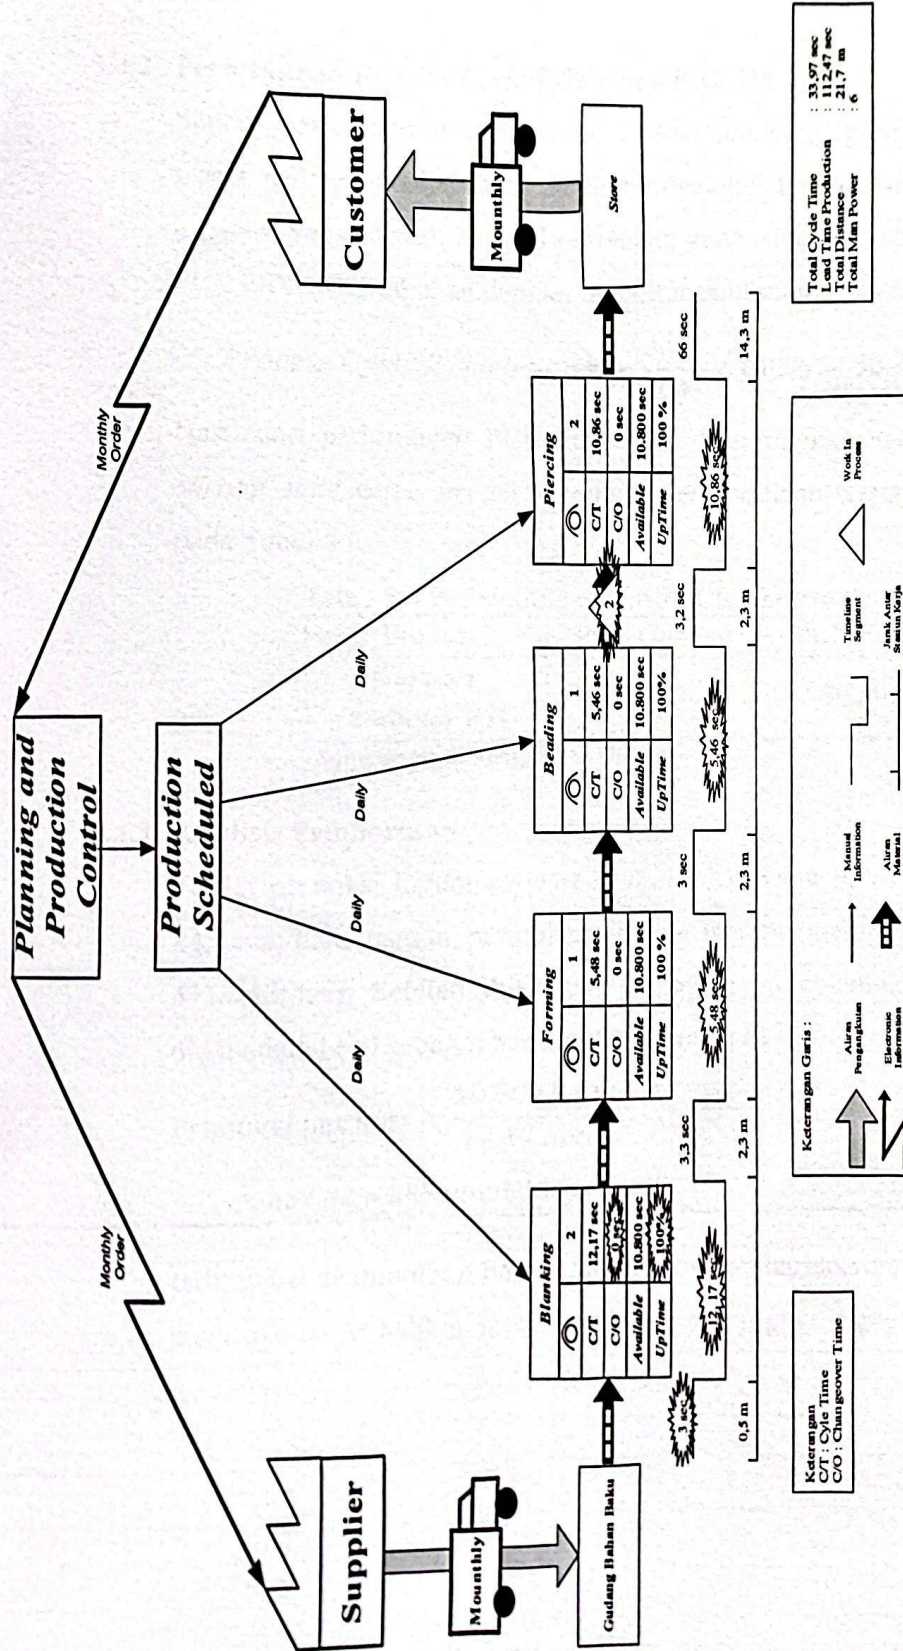 Planning and
Production
Control
Monthly
Order
Monthly
Order
Production
Scheduled
Supplier
Customer
Daily
Daily
Daily
Daily
Mounthly
Mounthly
Gudang Bahan Baku
Store
Blanking
2
C/T 12,17 sec
C/O 0 sec
Available 10.800 sec
UpTime 100%
Forming
1
C/T 5,48 sec
C/O 0 sec
Available 10.800 sec
UpTime 100 %
Beading
1
C/T 5,46 sec
C/O 0 sec
Available 10.800 sec
UpTime 100%
2
Piercing
2
C/T 10,86 sec
C/O 0 sec
Available 10.800 sec
UpTime 100 %
3 sec
12,17 sec
3,3 sec
5,48 sec
3 sec
5,46 sec
3,2 sec
10,86 sec
66 sec
0,5 m
2,3 m
2,3 m
2,3 m
14,3 m
Keterangan
C/T : Cyle Time
C/O : Changeover Time
Keterangan Garis :
Aliran
Pengangkutan
Manual
Information
Timeline
Segment
Work In
Process
Electronic
Information
Aliran
Material
Jarak Antar
Stasiun Kerja
Total Cycle Time : 33,97 sec
Lead Time Production : 112,47 sec
Total Distance : 21,7 m
Total Man Power : 6